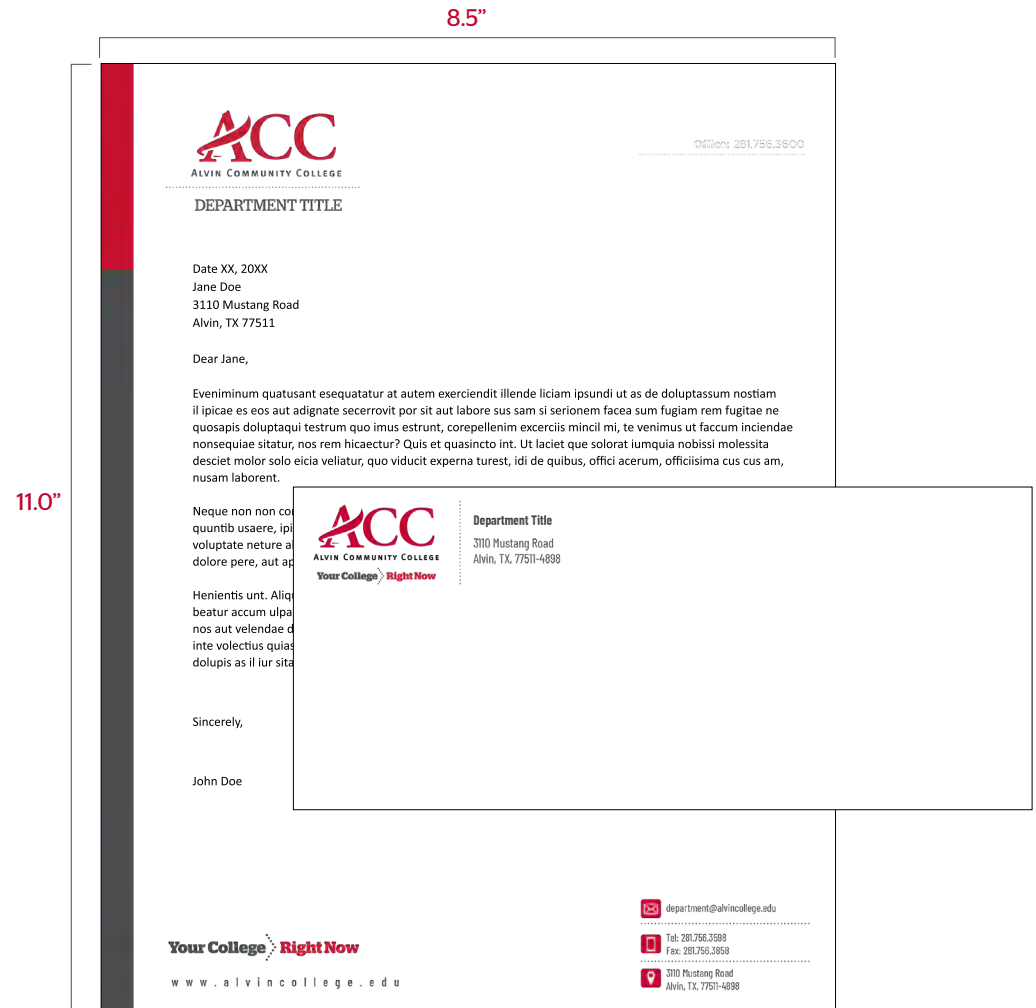 8.5”
11.0”
ACC
ALVIN COMMUNITY COLLEGE
DEPARTMENT TITLE
Office: 281.756.3600
Date XX, 20XX
Jane Doe
3110 Mustang Road
Alvin, TX 77511
Dear Jane,
Eveniminum quatusant esequatatur at autem exerciendit illende liciam ipsundi ut as de doluptassum nostiam
il ipicae es eos aut adignate secerrovit por sit aut labore sus sam si serionem facea sum fugiam rem fugitae ne
quosapis doluptaqui testrum quo imus estrunt, corepellenim excerciis mincil mi, te venimus ut faccum inciendae
nonsequiae sitatur, nos rem hicaectur? Quis et quasincto int. Ut laciet que solorat iumquia nobissi molessita
desciet molor solo eicia veliatur, quo viducit experna turest, idi de quibus, offici acerum, officiisima cus cus am,
nusam laborent.
Neque non non
quuntib usaere, ipi
voluptate neture
dolore pere, aut
Henientis unt.
beatur accum ulpa
nos aut velendae
inte volectius quias
dolupis as il iur sita
Sincerely,
John Doe
ACC
ALVIN COMMUNITY COLLEGE
Your College Right Now
Department Title
3110 Mustang Road
Alvin, TX, 77511-4898
Your College Right Now
www.alvincollege.edu
department@alvincollege.edu
Tel: 281.756.3598
Fax: 281.756.3858
3110 Mustang Road
Alvin, TX, 77511-4898